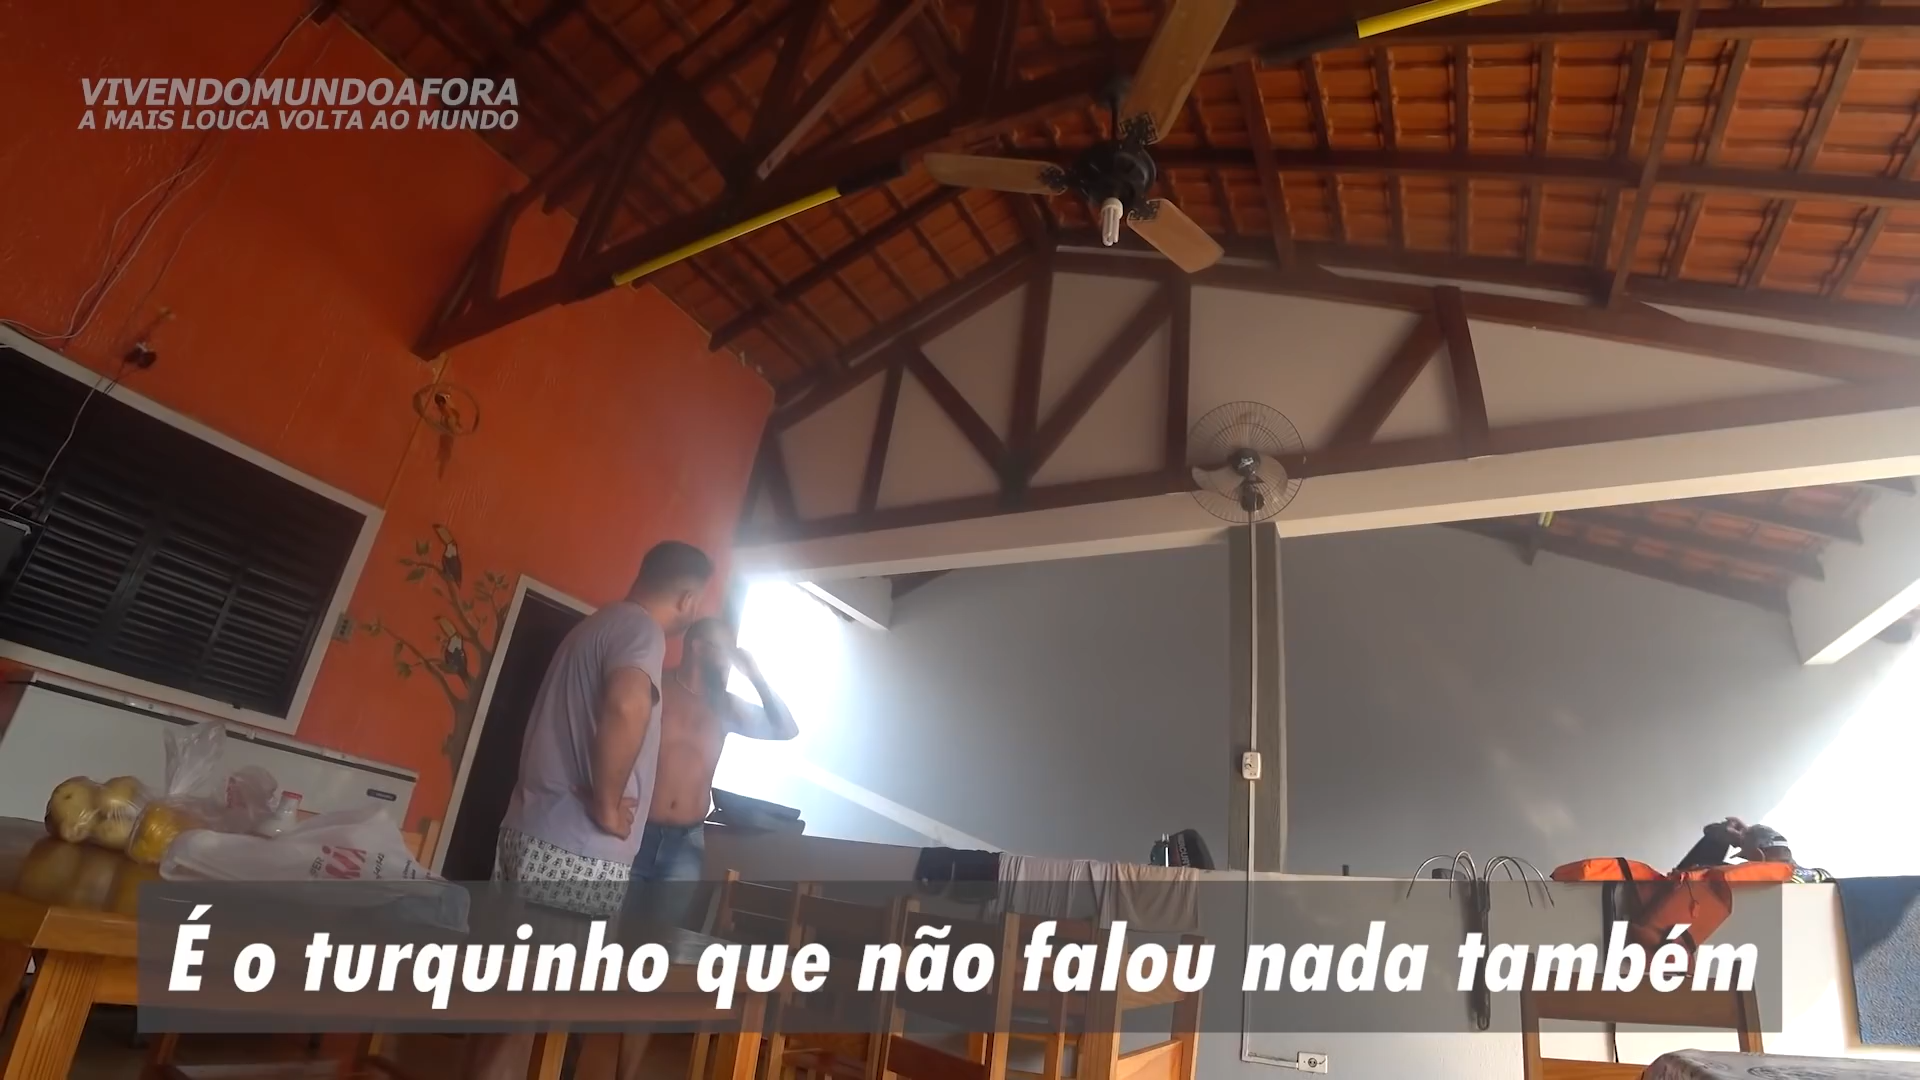 VIVENDOMUNDOAFORA
A MAIS LOUCA VOLTA AO MUNDO
É o turquinho que não falou nada também